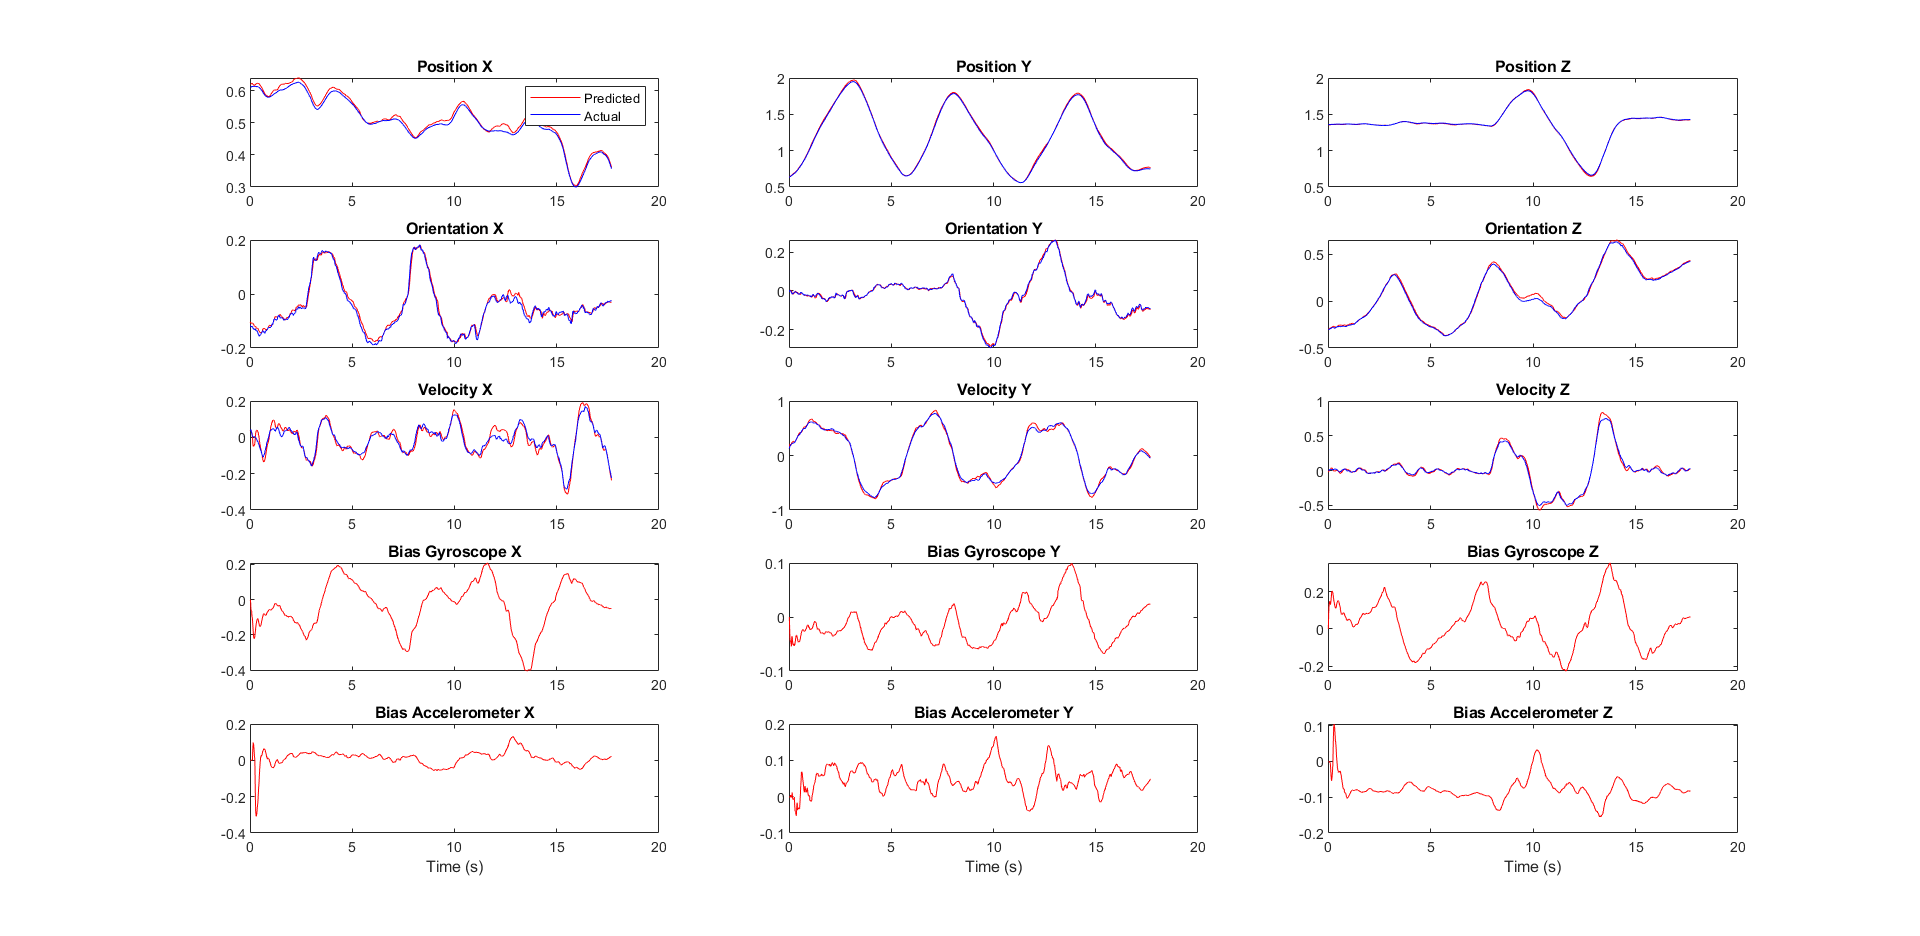 Position X
Position Y
Position Z
0.6
0.5
0.4
0.3
Predicted
Actual
0 5 10 15 20
2
1.5
1
0.5
0 5 10 15 20
2
1.5
1
0.5
0 5 10 15 20
Orientation X
Orientation Y
Orientation Z
0.2
0
-0.2
0 5 10 15 20
0.2
0
-0.2
0 5 10 15 20
0.5
0
-0.5
0 5 10 15 20
Velocity X
Velocity Y
Velocity Z
0.2
0
-0.2
-0.4
0 5 10 15 20
1
0
-1
0 5 10 15 20
1
0.5
0
-0.5
0 5 10 15 20
Bias Gyroscope X
Bias Gyroscope Y
Bias Gyroscope Z
0.2
0
-0.2
-0.4
0 5 10 15 20
0.1
0
-0.1
0 5 10 15 20
0.2
0
-0.2
0 5 10 15 20
Bias Accelerometer X
Bias Accelerometer Y
Bias Accelerometer Z
0.2
0
-0.2
-0.4
0 5 10 15 20
Time (s)
0.2
0.1
0
-0.1
0 5 10 15 20
Time (s)
0.1
0
-0.1
-0.2
0 5 10 15 20
Time (s)